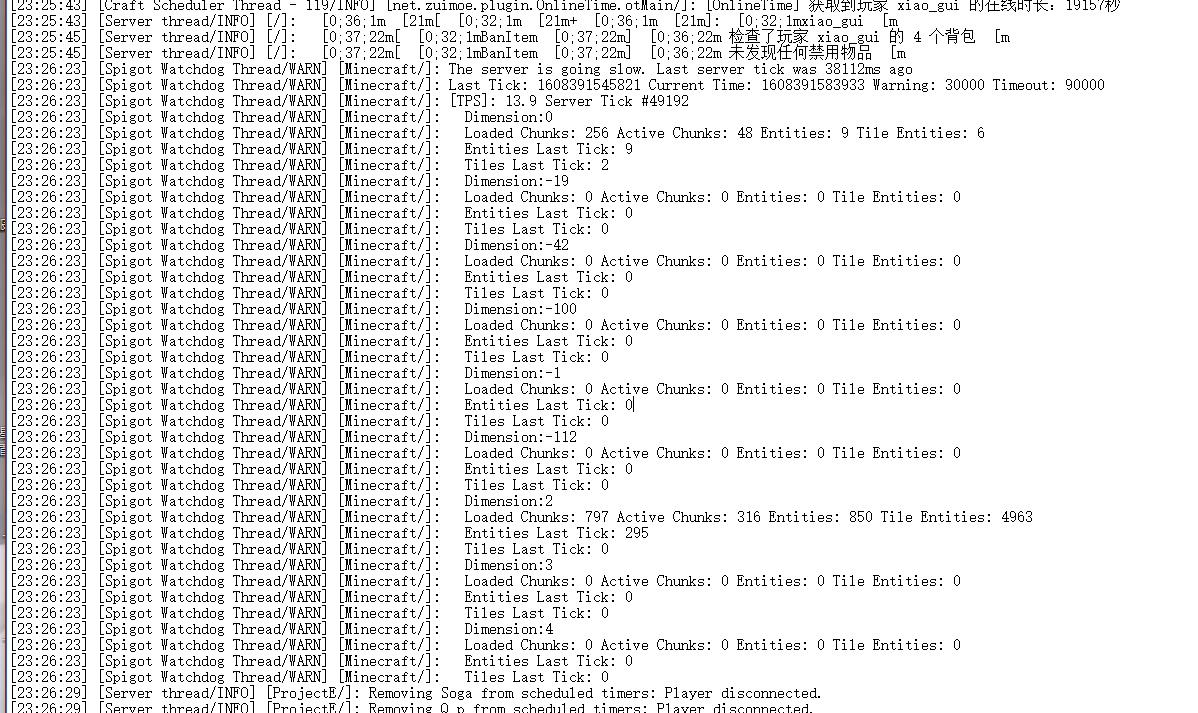 [23:25:43] [Craft Scheduler Thread - 119/INFO] [net.zuimoe.plugin.OnlineTime.otMain/]: [OnlineTime] 获取到玩家 xiao_gui 的在线时长: 19157秒
[23:25:43] [Server thread/INFO] [/]: [0;36;1m [21m[ [0;32;1m [21m+ [0;36;1m [21m]: [0;32;1mxiao_gui [m
[23:25:45] [Server thread/INFO] [/]: [0;37;22m[ [0;32;1mBanItem [0;37;22m] [0;36;22m 检查了玩家 xiao_gui 的 4 个背包 [m
[23:25:45] [Server thread/INFO] [/]: [0;37;22m[ [0;32;1mBanItem [0;37;22m] [0;36;22m 未发现任何禁用物品 [m
[23:26:23] [Spigot Watchdog Thread/WARN] [Minecraft/]: The server is going slow. Last server tick was 38112ms ago
[23:26:23] [Spigot Watchdog Thread/WARN] [Minecraft/]: Last Tick: 1608391545821 Current Time: 1608391583933 Warning: 30000 Timeout: 90000
[23:26:23] [Spigot Watchdog Thread/WARN] [Minecraft/]: [TPS]: 13.9 Server Tick #49192
[23:26:23] [Spigot Watchdog Thread/WARN] [Minecraft/]: Dimension:0
[23:26:23] [Spigot Watchdog Thread/WARN] [Minecraft/]: Loaded Chunks: 256 Active Chunks: 48 Entities: 9 Tile Entities: 6
[23:26:23] [Spigot Watchdog Thread/WARN] [Minecraft/]: Entities Last Tick: 9
[23:26:23] [Spigot Watchdog Thread/WARN] [Minecraft/]: Tiles Last Tick: 2
[23:26:23] [Spigot Watchdog Thread/WARN] [Minecraft/]: Dimension:-19
[23:26:23] [Spigot Watchdog Thread/WARN] [Minecraft/]: Loaded Chunks: 0 Active Chunks: 0 Entities: 0 Tile Entities: 0
[23:26:23] [Spigot Watchdog Thread/WARN] [Minecraft/]: Entities Last Tick: 0
[23:26:23] [Spigot Watchdog Thread/WARN] [Minecraft/]: Tiles Last Tick: 0
[23:26:23] [Spigot Watchdog Thread/WARN] [Minecraft/]: Dimension:-42
[23:26:23] [Spigot Watchdog Thread/WARN] [Minecraft/]: Loaded Chunks: 0 Active Chunks: 0 Entities: 0 Tile Entities: 0
[23:26:23] [Spigot Watchdog Thread/WARN] [Minecraft/]: Entities Last Tick: 0
[23:26:23] [Spigot Watchdog Thread/WARN] [Minecraft/]: Tiles Last Tick: 0
[23:26:23] [Spigot Watchdog Thread/WARN] [Minecraft/]: Dimension:-100
[23:26:23] [Spigot Watchdog Thread/WARN] [Minecraft/]: Loaded Chunks: 0 Active Chunks: 0 Entities: 0 Tile Entities: 0
[23:26:23] [Spigot Watchdog Thread/WARN] [Minecraft/]: Entities Last Tick: 0
[23:26:23] [Spigot Watchdog Thread/WARN] [Minecraft/]: Tiles Last Tick: 0
[23:26:23] [Spigot Watchdog Thread/WARN] [Minecraft/]: Dimension:-1
[23:26:23] [Spigot Watchdog Thread/WARN] [Minecraft/]: Loaded Chunks: 0 Active Chunks: 0 Entities: 0 Tile Entities: 0
[23:26:23] [Spigot Watchdog Thread/WARN] [Minecraft/]: Entities Last Tick: 0
[23:26:23] [Spigot Watchdog Thread/WARN] [Minecraft/]: Tiles Last Tick: 0
[23:26:23] [Spigot Watchdog Thread/WARN] [Minecraft/]: Dimension:-112
[23:26:23] [Spigot Watchdog Thread/WARN] [Minecraft/]: Loaded Chunks: 0 Active Chunks: 0 Entities: 0 Tile Entities: 0
[23:26:23] [Spigot Watchdog Thread/WARN] [Minecraft/]: Entities Last Tick: 0
[23:26:23] [Spigot Watchdog Thread/WARN] [Minecraft/]: Tiles Last Tick: 0
[23:26:23] [Spigot Watchdog Thread/WARN] [Minecraft/]: Dimension:2
[23:26:23] [Spigot Watchdog Thread/WARN] [Minecraft/]: Loaded Chunks: 797 Active Chunks: 316 Entities: 850 Tile Entities: 4963
[23:26:23] [Spigot Watchdog Thread/WARN] [Minecraft/]: Entities Last Tick: 295
[23:26:23] [Spigot Watchdog Thread/WARN] [Minecraft/]: Tiles Last Tick: 0
[23:26:23] [Spigot Watchdog Thread/WARN] [Minecraft/]: Dimension:3
[23:26:23] [Spigot Watchdog Thread/WARN] [Minecraft/]: Loaded Chunks: 0 Active Chunks: 0 Entities: 0 Tile Entities: 0
[23:26:23] [Spigot Watchdog Thread/WARN] [Minecraft/]: Entities Last Tick: 0
[23:26:23] [Spigot Watchdog Thread/WARN] [Minecraft/]: Tiles Last Tick: 0
[23:26:23] [Spigot Watchdog Thread/WARN] [Minecraft/]: Dimension:4
[23:26:23] [Spigot Watchdog Thread/WARN] [Minecraft/]: Loaded Chunks: 0 Active Chunks: 0 Entities: 0 Tile Entities: 0
[23:26:23] [Spigot Watchdog Thread/WARN] [Minecraft/]: Entities Last Tick: 0
[23:26:23] [Spigot Watchdog Thread/WARN] [Minecraft/]: Tiles Last Tick: 0
[23:26:29] [Server thread/INFO] [ProjectE/]: Removing Soga from scheduled timers: Player disconnected.
[23:26:29] [Server thread/INFO] [ProjectE/]: Removing Q_p from scheduled timers: Player disconnected.